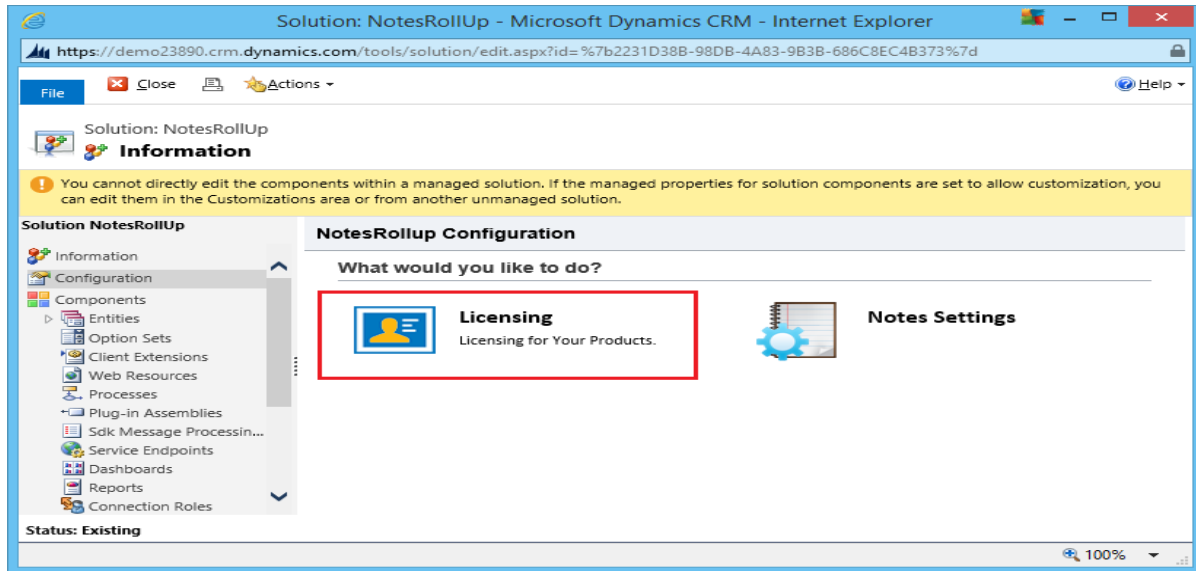 Solution: NotesRollUp - Microsoft Dynamics CRM - Internet Explorer
https://demo23890.crm.dynamics.com/tools/solution/edit.aspx?id=%7b2231D38B-98DB-4A83-9B3B-686C8EC4B373%7d
File
Close
Actions
Help
Solution: NotesRollUp
Information
You cannot directly edit the components within a managed solution. If the managed properties for solution components are set to allow customization, you
can edit them in the Customizations area or from another unmanaged solution.
Solution NotesRollUp
Information
Configuration
Components
Entities
Option Sets
Client Extensions
Web Resources
Processes
Plug-in Assemblies
Sdk Message Processin...
Service Endpoints
Dashboards
Reports
Connection Roles
NotesRollup Configuration
What would you like to do?
Licensing
Licensing for Your Products.
Notes Settings
Status: Existing
100%